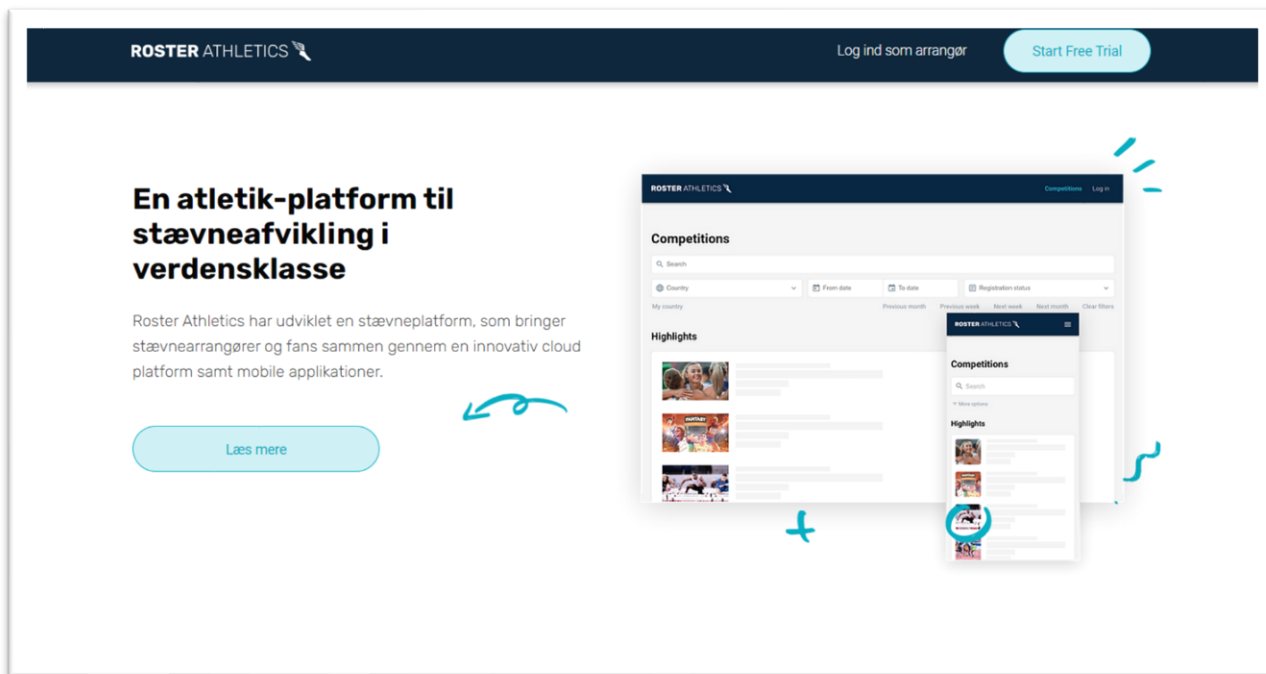 ROSTER ATHLETICS
Log ind som arrangør
Start Free Trial
En atletik-platform til
stævneafvikling i
verdensklasse
Roster Athletics har udviklet en stævneplatform, som bringer
stævnearrangører og fans sammen gennem en innovativ cloud
platform samt mobile applikationer.
Læs mere
ROSTER ATHLETICS
Competitions Log in
Competitions
Search
Country
From date
To date
Registration status
My country
Previous month Previous week Next week Next month Clear filters
Highlights
ROSTER ATHLETICS
Competitions
Search
More options
Highlights